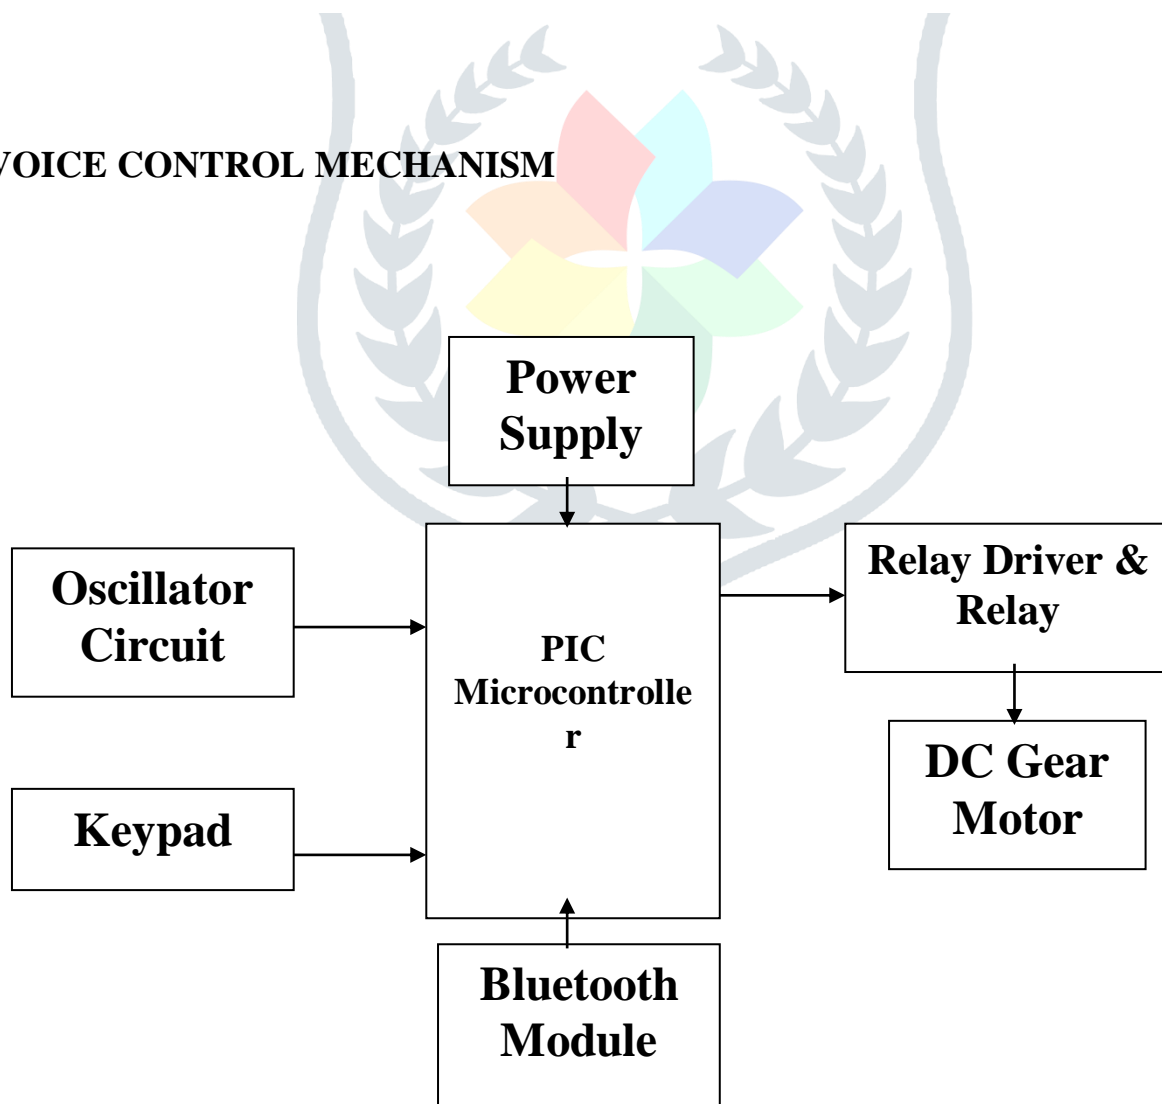 VOICE CONTROL MECHANISM
Power
Supply
Oscillator
Circuit
PIC
Microcontrolle
r
Relay Driver &
Relay
DC Gear
Motor
Keypad
Bluetooth
Module